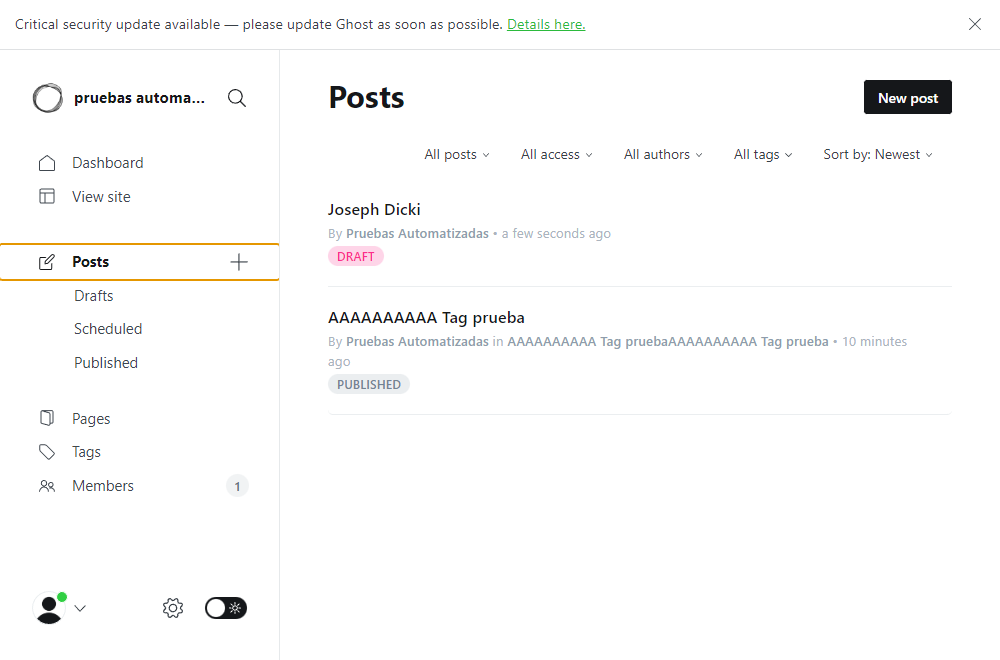 Critical security update available — please update Ghost as soon as possible. Details here.
pruebas automa...
Dashboard
View site
Posts
Drafts
Scheduled
Published
Pages
Tags
Members 1
Posts
New post
All posts
All access
All authors
All tags
Sort by: Newest
Joseph Dicki
By Pruebas Automatizadas • a few seconds ago
DRAFT
AAAAAAAAAA Tag prueba
By Pruebas Automatizadas in AAAAAAAAAA Tag pruebaAAAAAAAAAA Tag prueba • 10 minutes
ago
PUBLISHED